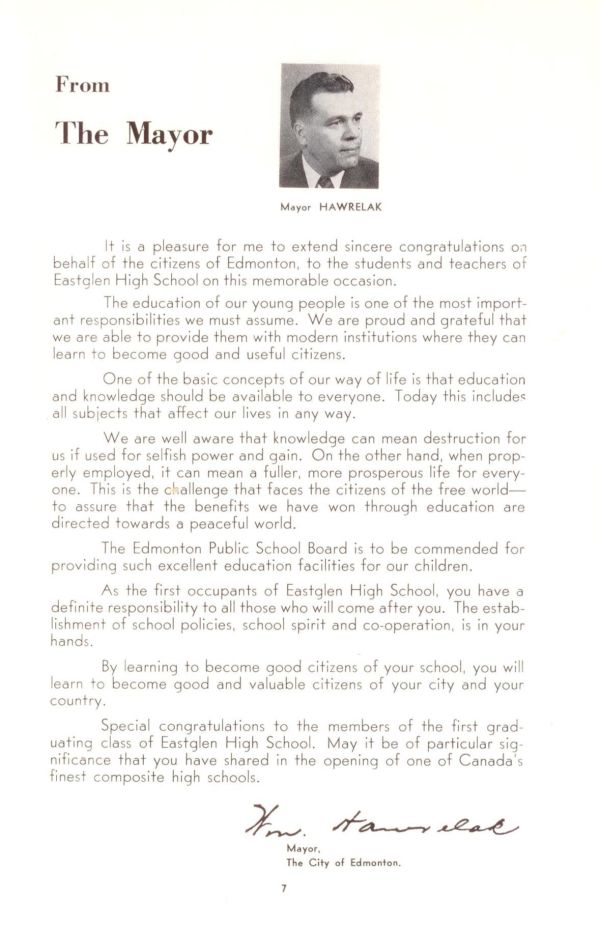 From
The Mayor
Mayor HAWRELAK
It is a pleasure for me to extend sincere congratulations on
behalf of the citizens of Edmonton, to the students and teachers of
Eastglen High School on this memorable occasion.
The education of our young people is one of the most import-
ant responsibilities we must assume. We are proud and grateful that
we are able to provide them with modern institutions where they can
learn to become good and useful citizens.
One of the basic concepts of our way of life is that education
and knowledge should be available to everyone. Today this includes
all subjects that affect our lives in any way.
We are well aware that knowledge can mean destruction for
us if used for selfish power and gain. On the other hand, when prop-
erly employed, it can mean a fuller, more prosperous life for every-
one. This is the challenge that faces the citizens of the free world—
to assure that the benefits we have won through education are
directed towards a peaceful world.
The Edmonton Public School Board is to be commended for
providing such excellent education facilities for our children.
As the first occupants of Eastglen High School, you have a
definite responsibility to all those who will come after you. The estab-
lishment of school policies, school spirit and co-operation, is in your
hands.
By learning to become good citizens of your school, you will
learn to become good and valuable citizens of your city and your
country.
Special congratulations to the members of the first grad-
uating class of Eastglen High School. May it be of particular sig-
nificance that you have shared in the opening of one of Canada's
finest composite high schools.
Wm. Hawrelak
Mayor,
The City of Edmonton.
7